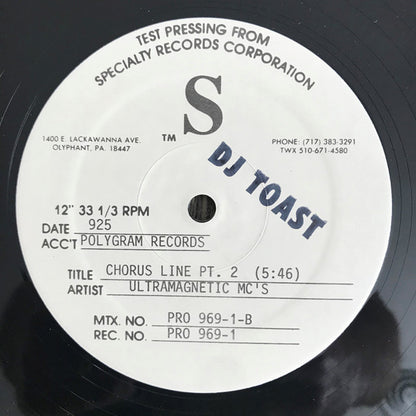 TEST PRESSING FROM
SPECIALTY RECORDS CORPORATION
S
TM
1400 E. LACKAWANNA AVE.
OLYPHANT, PA. 18447
PHONE: (717) 383-3291
TWX 510-671-4580
DJ TOAST
12" 33 1/3 RPM
DATE 925
ACC'T POLYGRAM RECORDS
TITLE CHORUS LINE PT. 2 (5:46)
ARTIST ULTRAMAGNETIC MC'S
MTX. NO. PRO 969-1-B
REC. NO. PRO 969-1